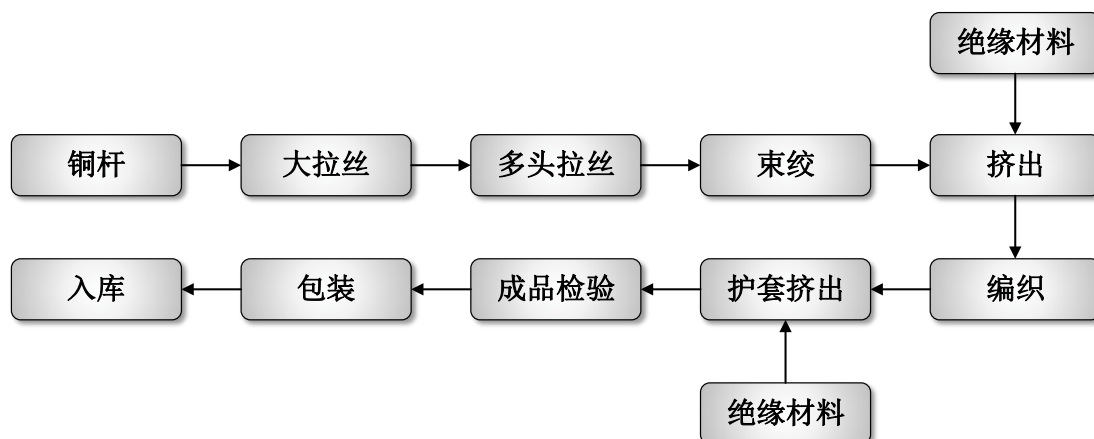 绝缘材料
铜杆
大拉丝
多头拉丝
束绞
挤出
入库
包装
成品检验
护套挤出
编织
绝缘材料